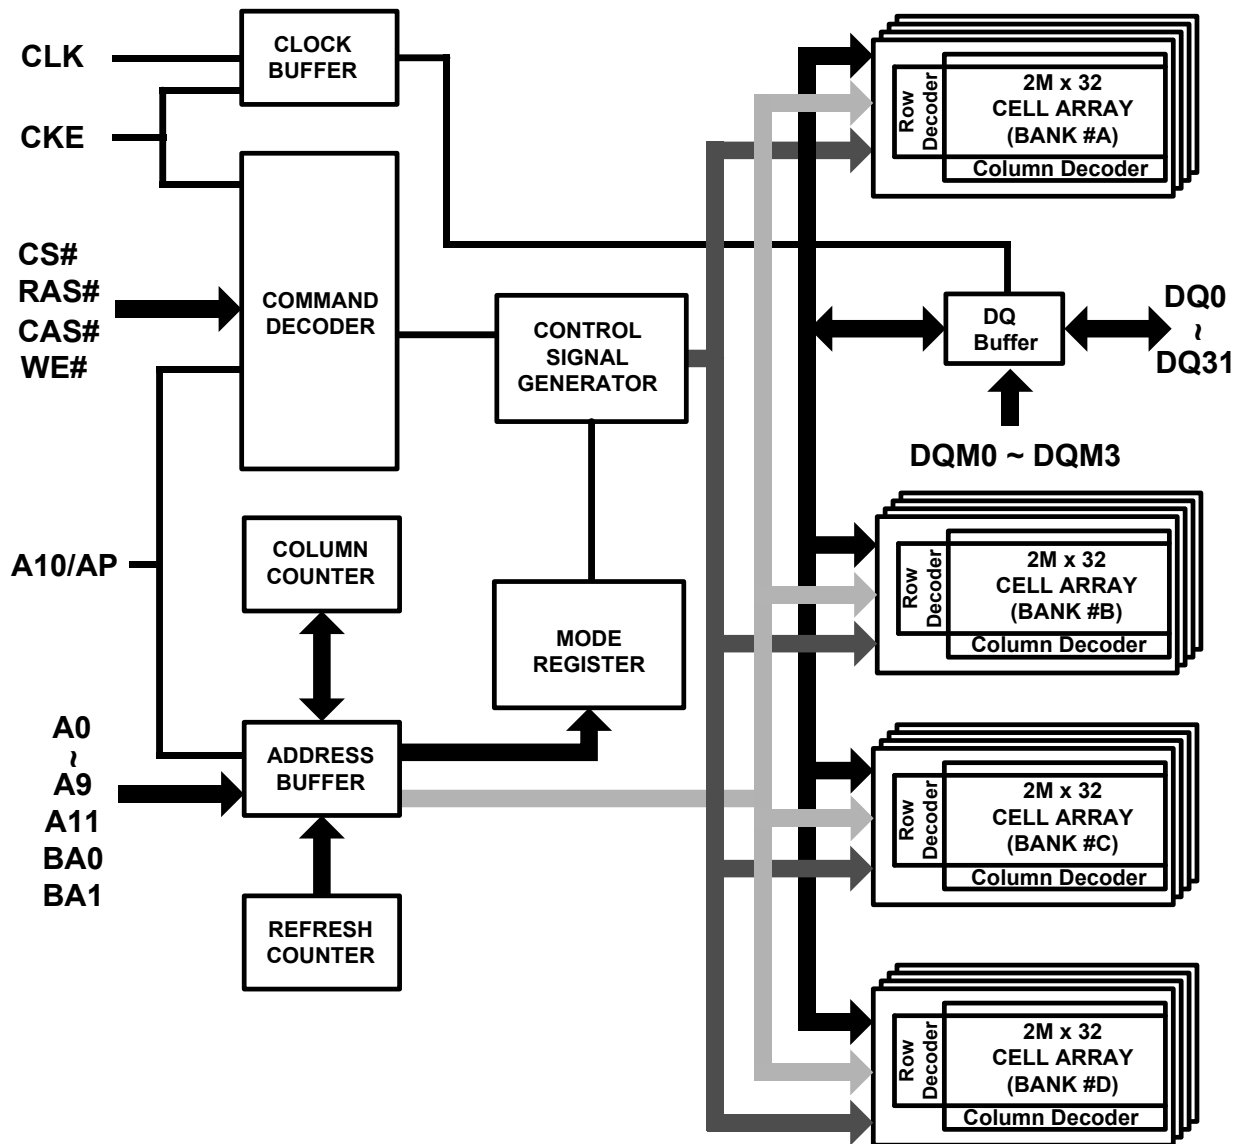 CLK
CKE
CS#
RAS#
CAS#
WE#
A10/AP
A0
~
A9
A11
BA0
BA1
CLOCK
BUFFER
COMMAND
DECODER
COLUMN
COUNTER
ADDRESS
BUFFER
REFRESH
COUNTER
CONTROL
SIGNAL
GENERATOR
MODE
REGISTER
Row
Decoder
2M x 32
CELL ARRAY
(BANK #A)
Column Decoder
DQ
Buffer
DQ0
~
DQ31
DQM0 ~ DQM3
Row
Decoder
2M x 32
CELL ARRAY
(BANK #B)
Column Decoder
Row
Decoder
2M x 32
CELL ARRAY
(BANK #C)
Column Decoder
Row
Decoder
2M x 32
CELL ARRAY
(BANK #D)
Column Decoder